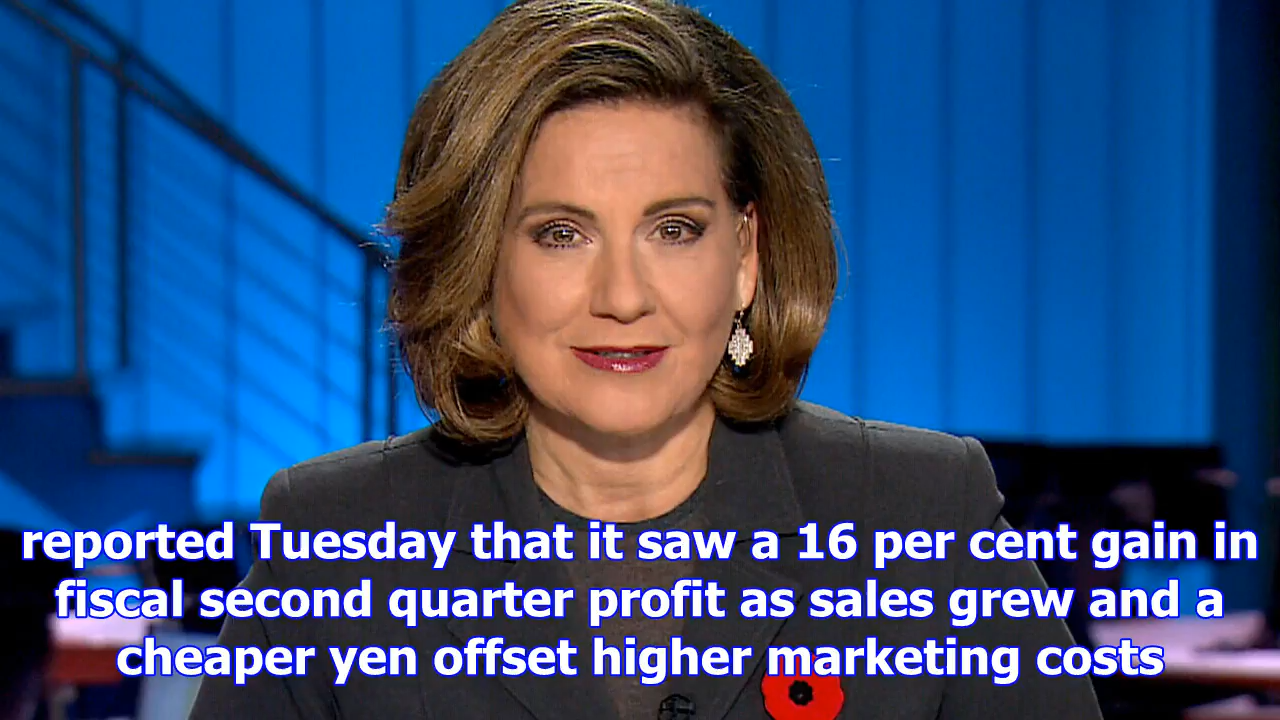 reported Tuesday that it saw a 16 per cent gain in
fiscal second quarter profit as sales grew and a
cheaper yen offset higher marketing costs